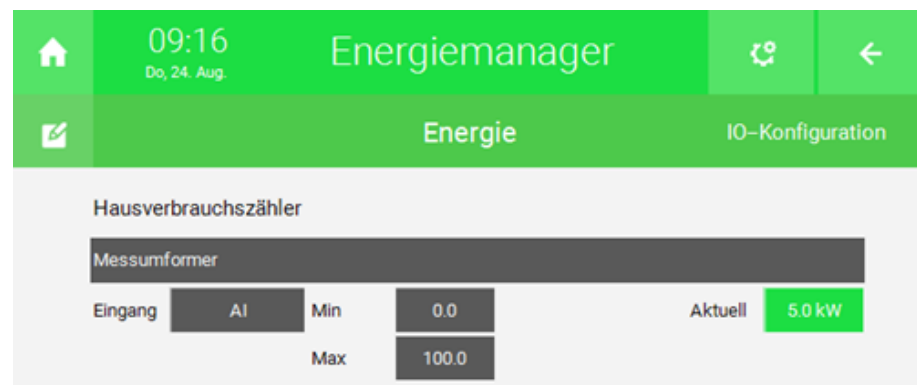 09:16
Do, 24. Aug.
Energiemanager
Energie
IO-Konfiguration
Hausverbrauchszähler
Messumformer
Eingang AI Min 0.0 Aktuell 5.0 kW
Max 100.0